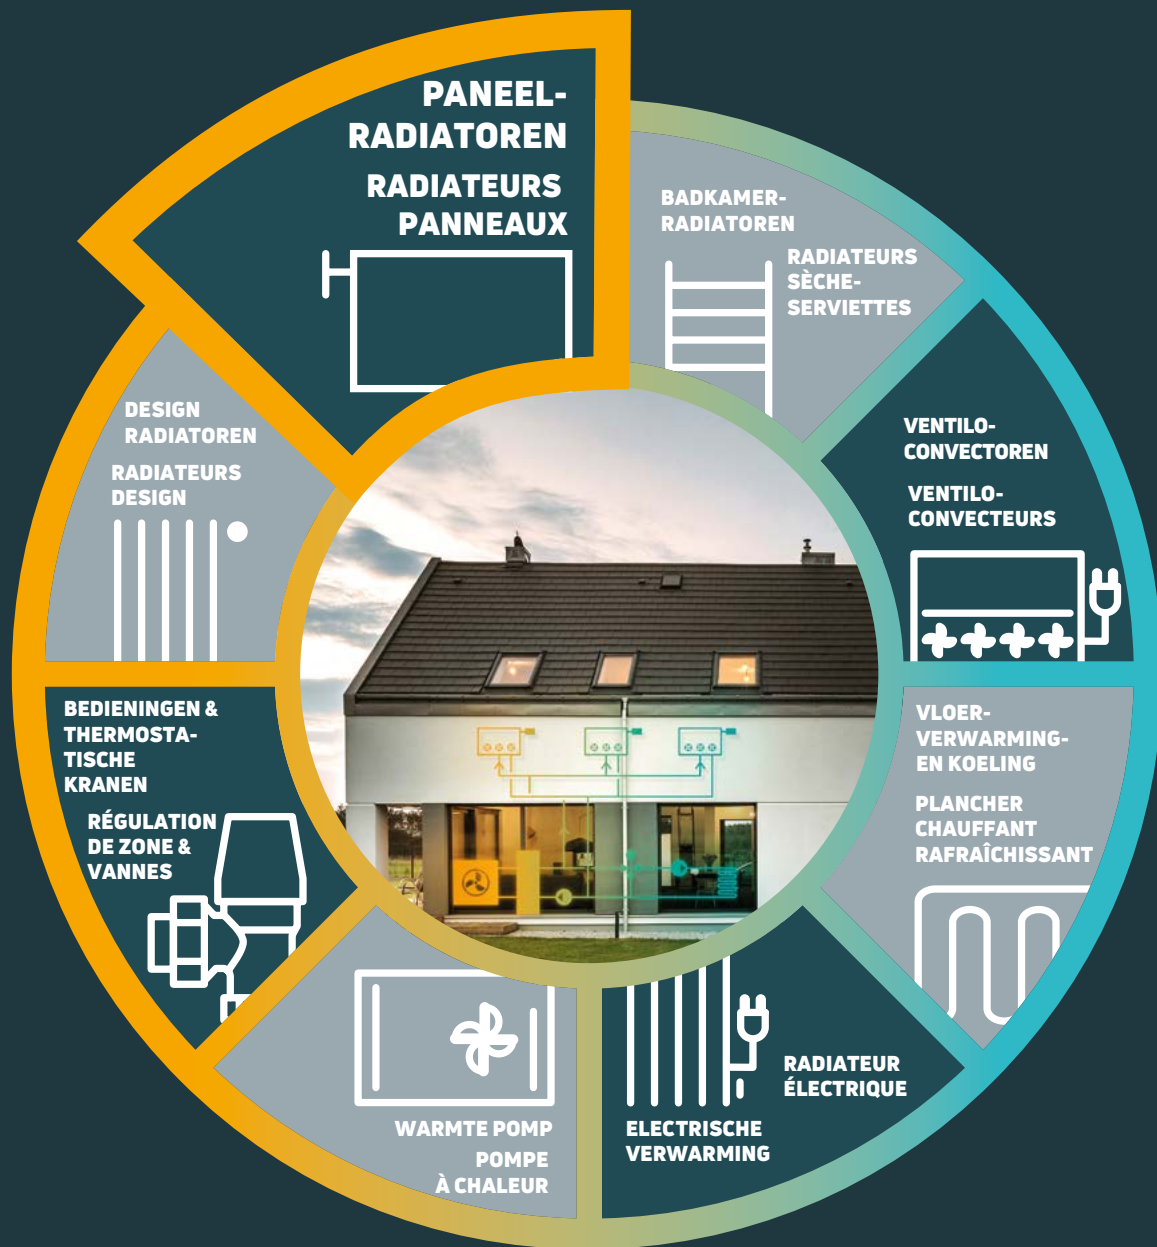 PANEEL-
RADIATOREN
RADIATEURS
PANNEAUX
BADKAMER-
RADIATOREN
RADIATEURS
SÈCHE-
SERVIETTES
VENTILO-
CONVECTOREN
VENTILO-
CONVECTEURS
VLOER-
VERWARMING-
EN KOELING
PLANCHER
CHAUFFANT
RAFRAÎCHISSANT
RADIATEUR
ÉLECTRIQUE
ELECTRISCHE
VERWARMING
WARMTE POMP
POMPE
À CHALEUR
BEDIENINGEN &
THERMOSTA-
TISCHE
KRANEN
RÉGULATION
DE ZONE &
VANNES
DESIGN
RADIATOREN
RADIATEURS
DESIGN